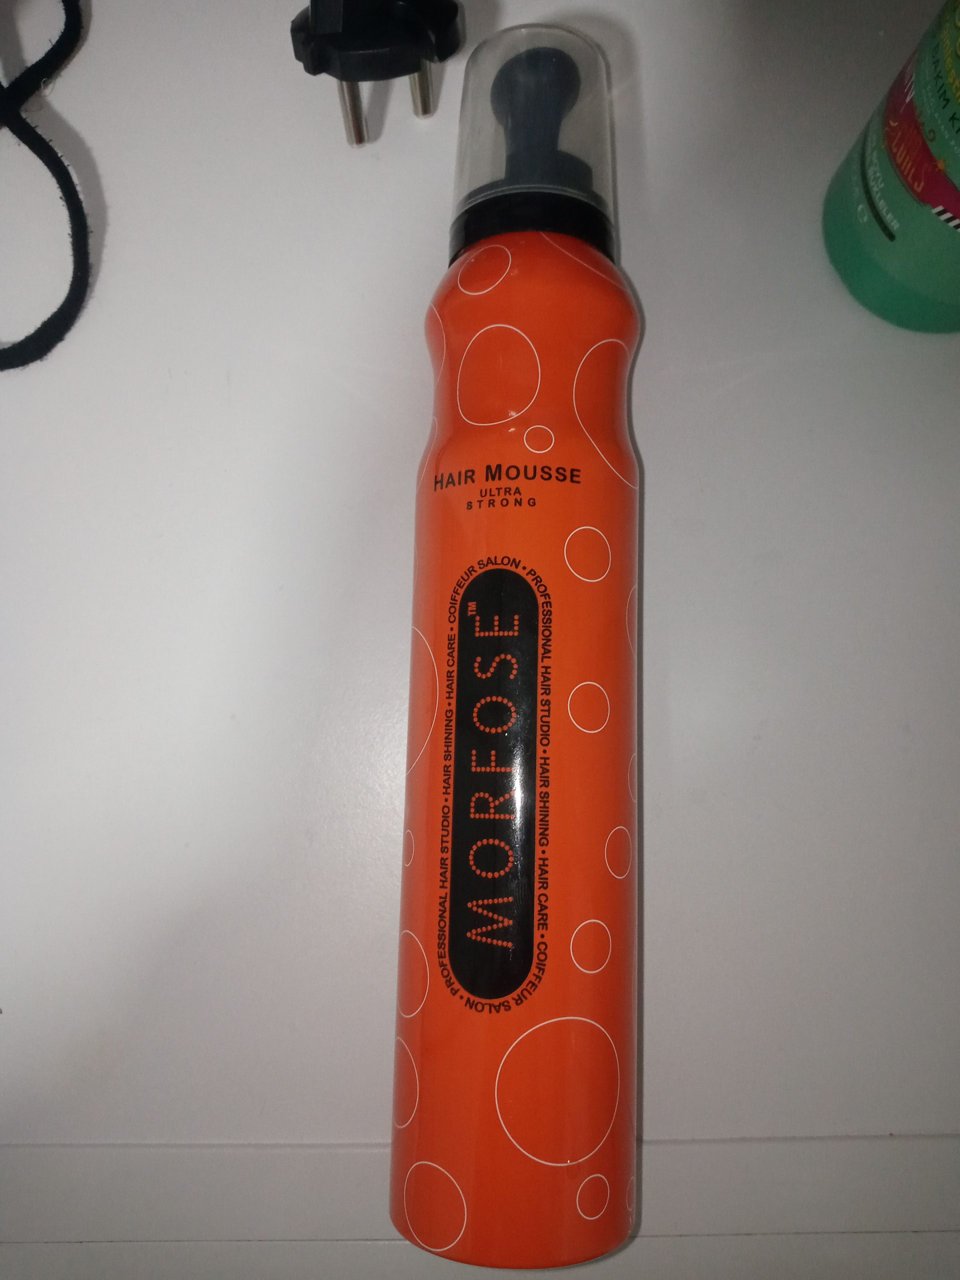 HAIR MOUSSE
ULTRA
STRONG
PROFESSIONAL HAIR STUDIO • HAIR SHINING • HAIR CARE • COIFFEUR SALON • PROFESSIONAL HAIR STUDIO • HAIR SHINING • HAIR CARE • COIFFEUR SALON •
MORFOSE™
CURLS